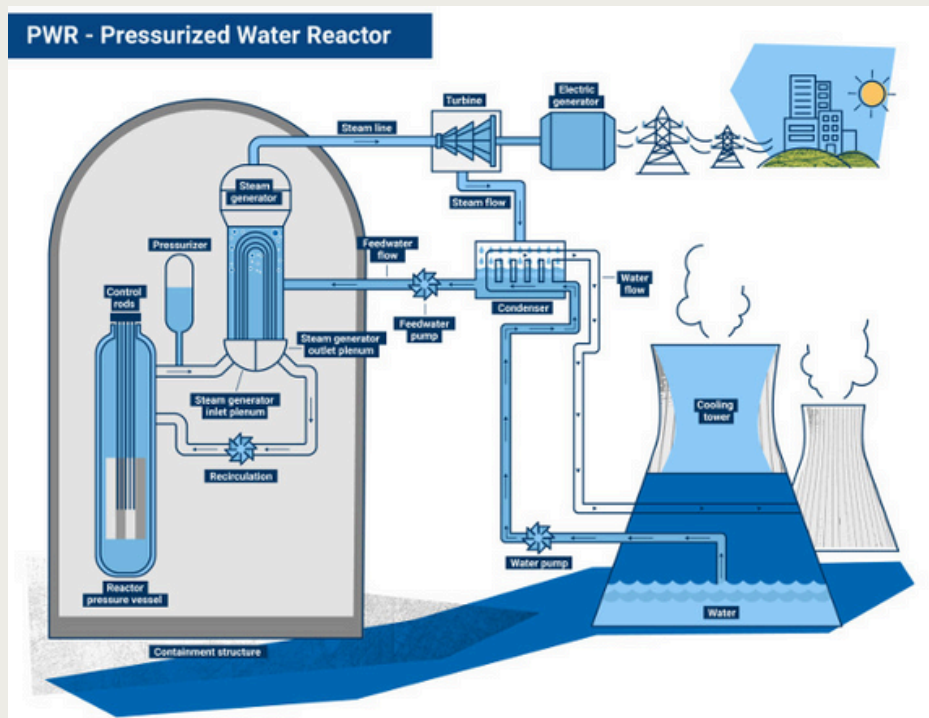 PWR - Pressurized Water Reactor
Turbine
Electric
generator
Steam line
Steam
generator
Steam flow
Pressurizer
Feedwater
flow
Water
flow
Control
rods
Condenser
Feedwater
pump
Steam generator
outlet plenum
Steam generator
inlet plenum
Cooling
tower
Recirculation
Water pump
Reactor
pressure vessel
Water
Containment structure